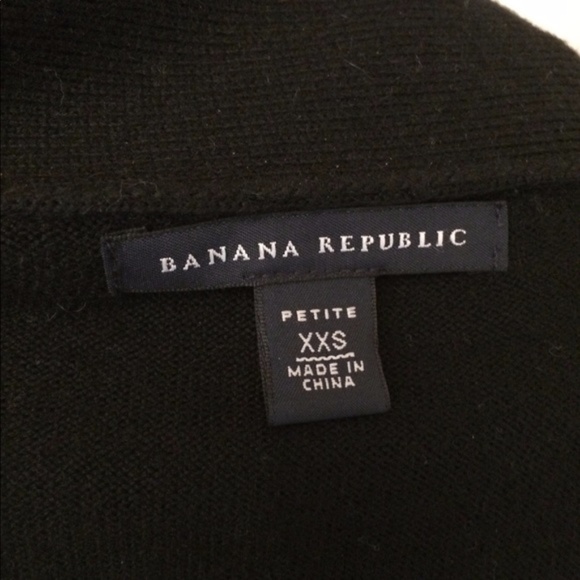 BANANA REPUBLIC
PETITE
XXS
MADE IN
CHINA